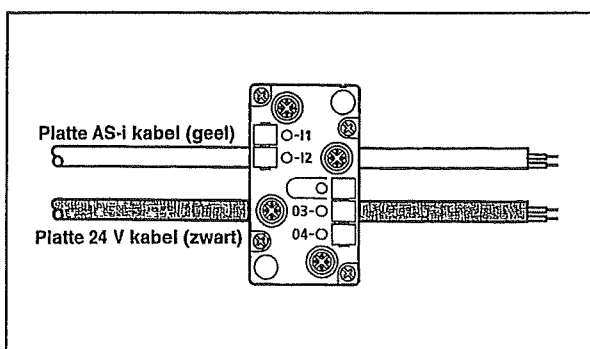 Platte AS-i kabel (geel)
-I1
-I2
03-
04-
Platte 24 V kabel (zwart)